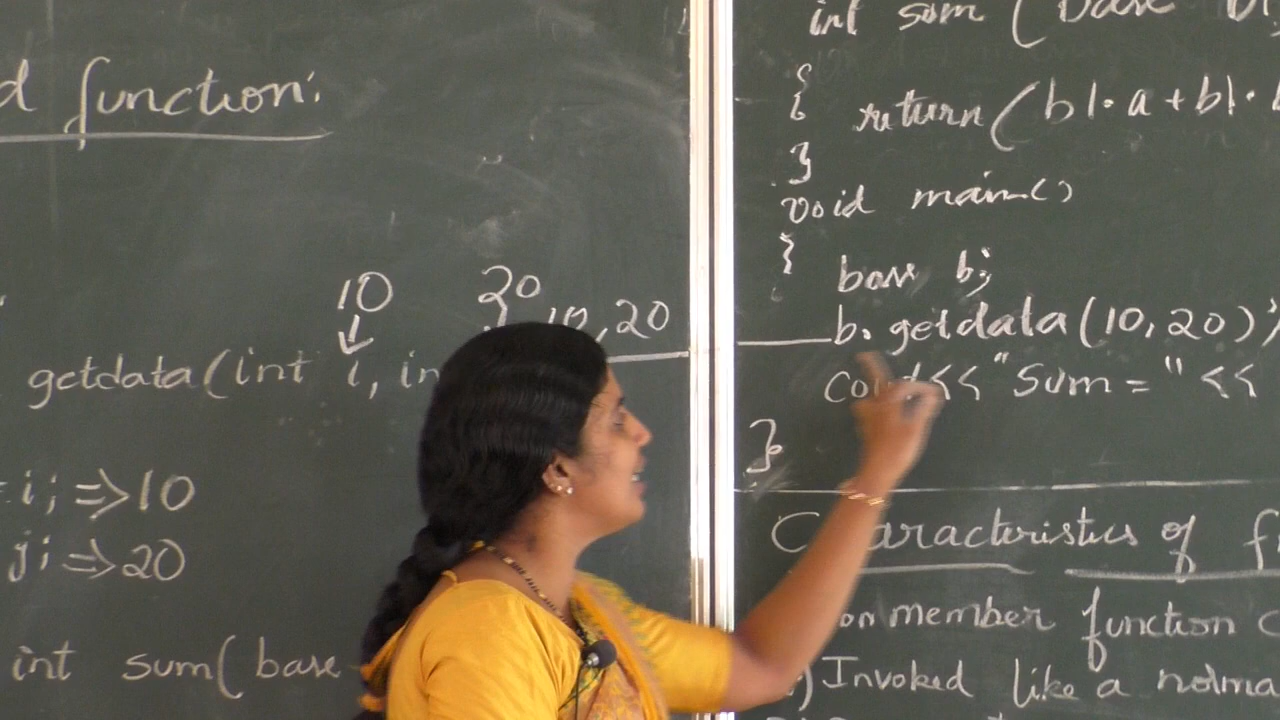 function:
10 20
10,20
getdata(int i, in
i; => 10
j; => 20
int sum(base
int sum (base
{
return(b1.a+b1.
}
void main()
{
base b;
b.getdata(10,20);
cout<<"Sum="<<
}
Characteristics of
member function
Invoked like a